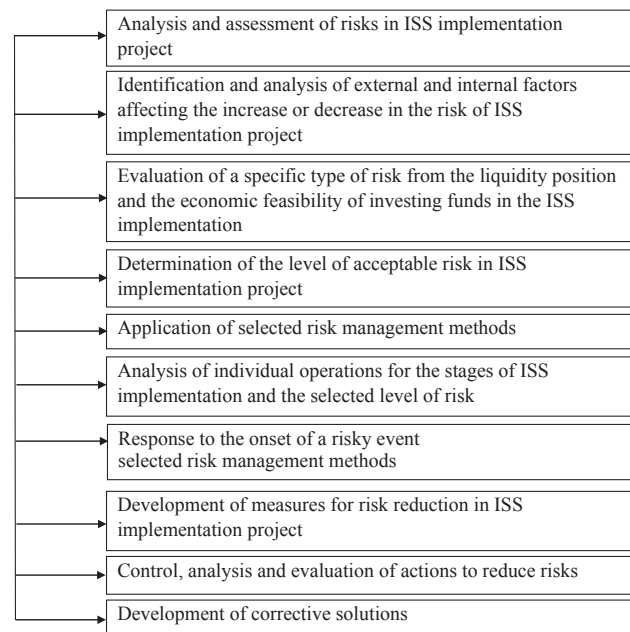 Analysis and assessment of risks in ISS implementation
project
Identification and analysis of external and internal factors
affecting the increase or decrease in the risk of ISS
implementation project
Evaluation of a specific type of risk from the liquidity position
and the economic feasibility of investing funds in the ISS
implementation
Determination of the level of acceptable risk in ISS
implementation project
Application of selected risk management methods
Analysis of individual operations for the stages of ISS
implementation and the selected level of risk
Response to the onset of a risky event
selected risk management methods
Development of measures for risk reduction in ISS
implementation project
Control, analysis and evaluation of actions to reduce risks
Development of corrective solutions